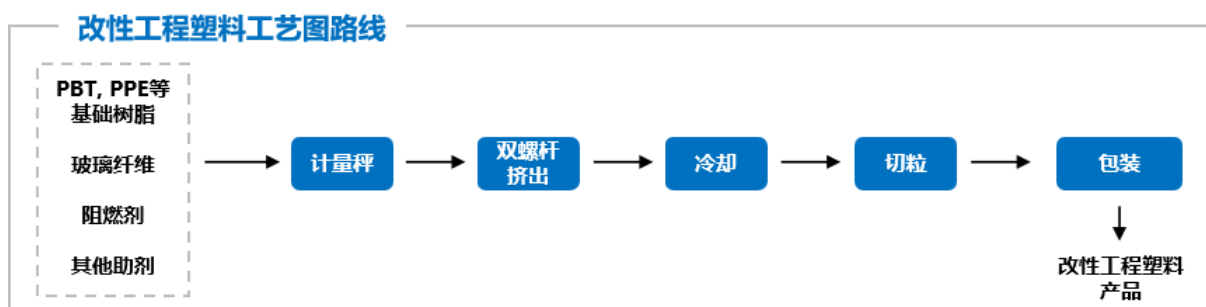 改性工程塑料工艺图路线
PBT, PPE等
基础树脂
玻璃纤维
阻燃剂
其他助剂
计量秤
双螺杆
挤出
冷却
切粒
包装
改性工程塑料
产品